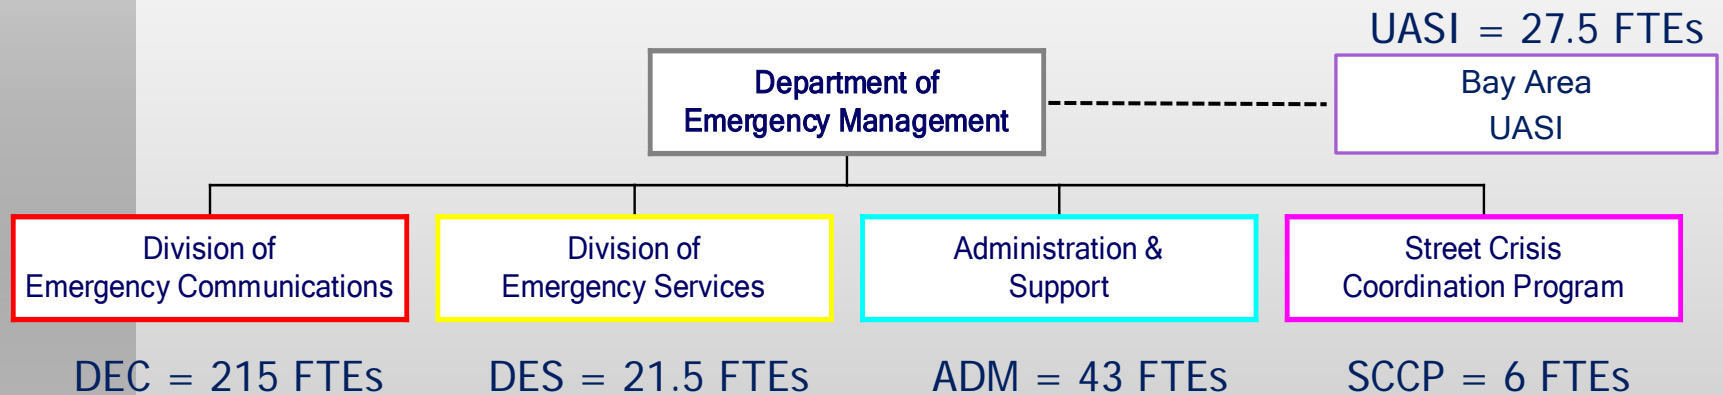 UASI = 27.5 FTEs
Department of
Emergency Management
Bay Area
UASI
Division of
Emergency Communications
Division of
Emergency Services
Administration &
Support
Street Crisis
Coordination Program
DEC = 215 FTEs
DES = 21.5 FTEs
ADM = 43 FTEs
SCCP = 6 FTEs